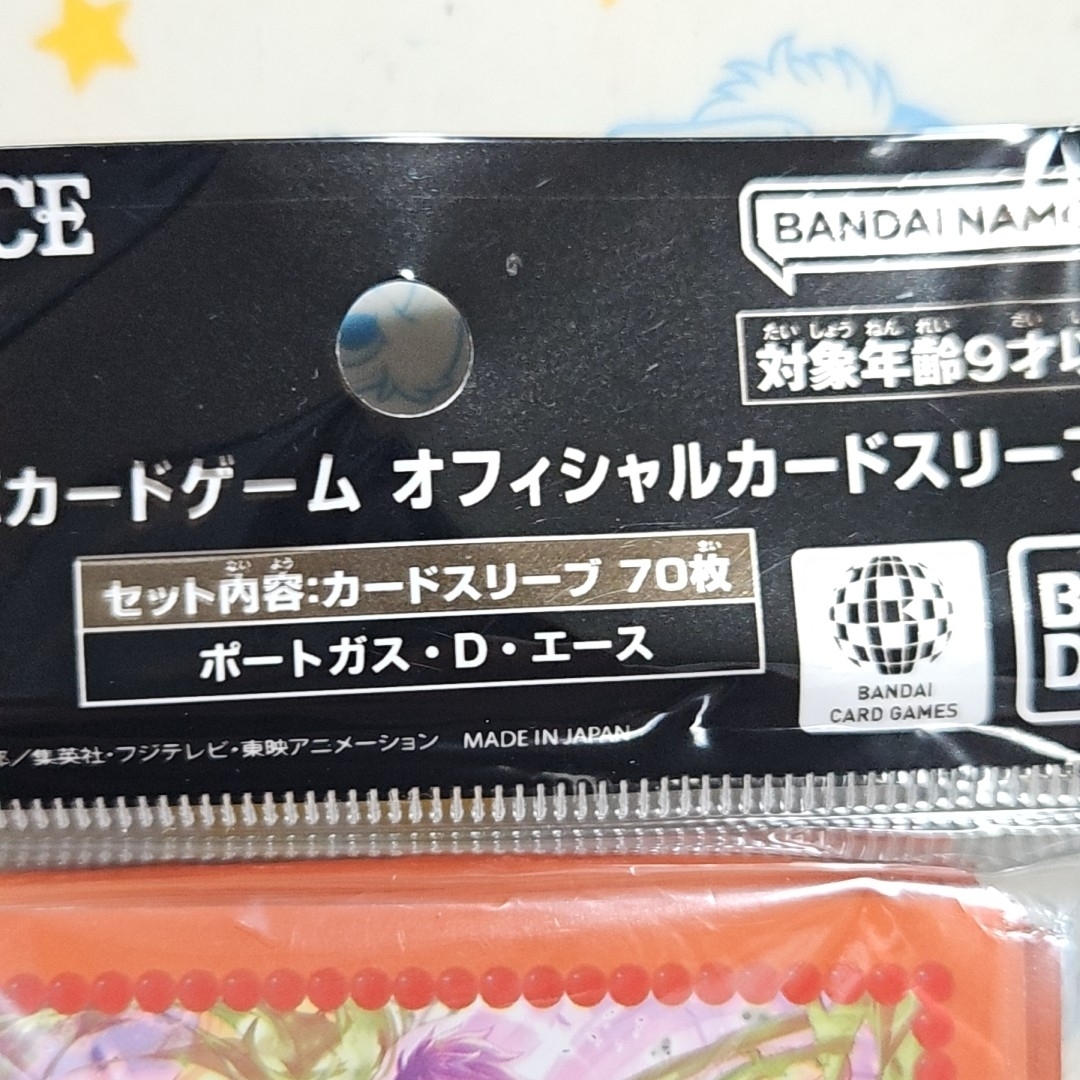 CE
BANDAI NAM
たいしょうねんれい さい
対象年齢9才以
カードゲーム オフィシャルカードスリーブ
ないよう まい
セット内容:カードスリーブ 70枚
ポートガス・D・エース
BANDAI
CARD GAMES
B
D
/集英社・フジテレビ・東映アニメーション MADE IN JAPAN